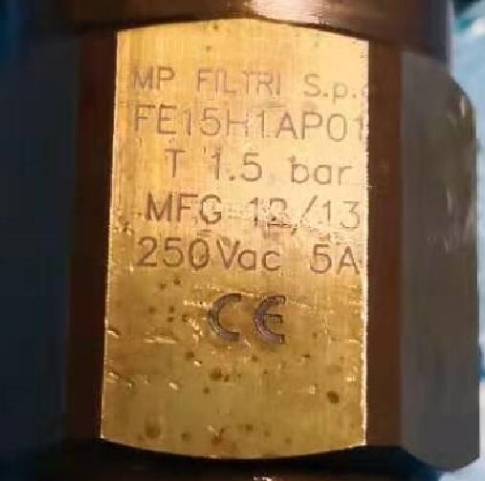 MP FILTRI S.p.a
FE15H1AP01
T 1.5 bar
MFG 12/13
250Vac 5A
CE